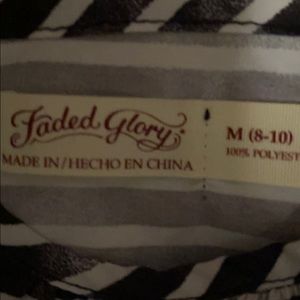 Faded Glory
MADE IN/HECHO EN CHINA
M (8-10)
100% POLYEST